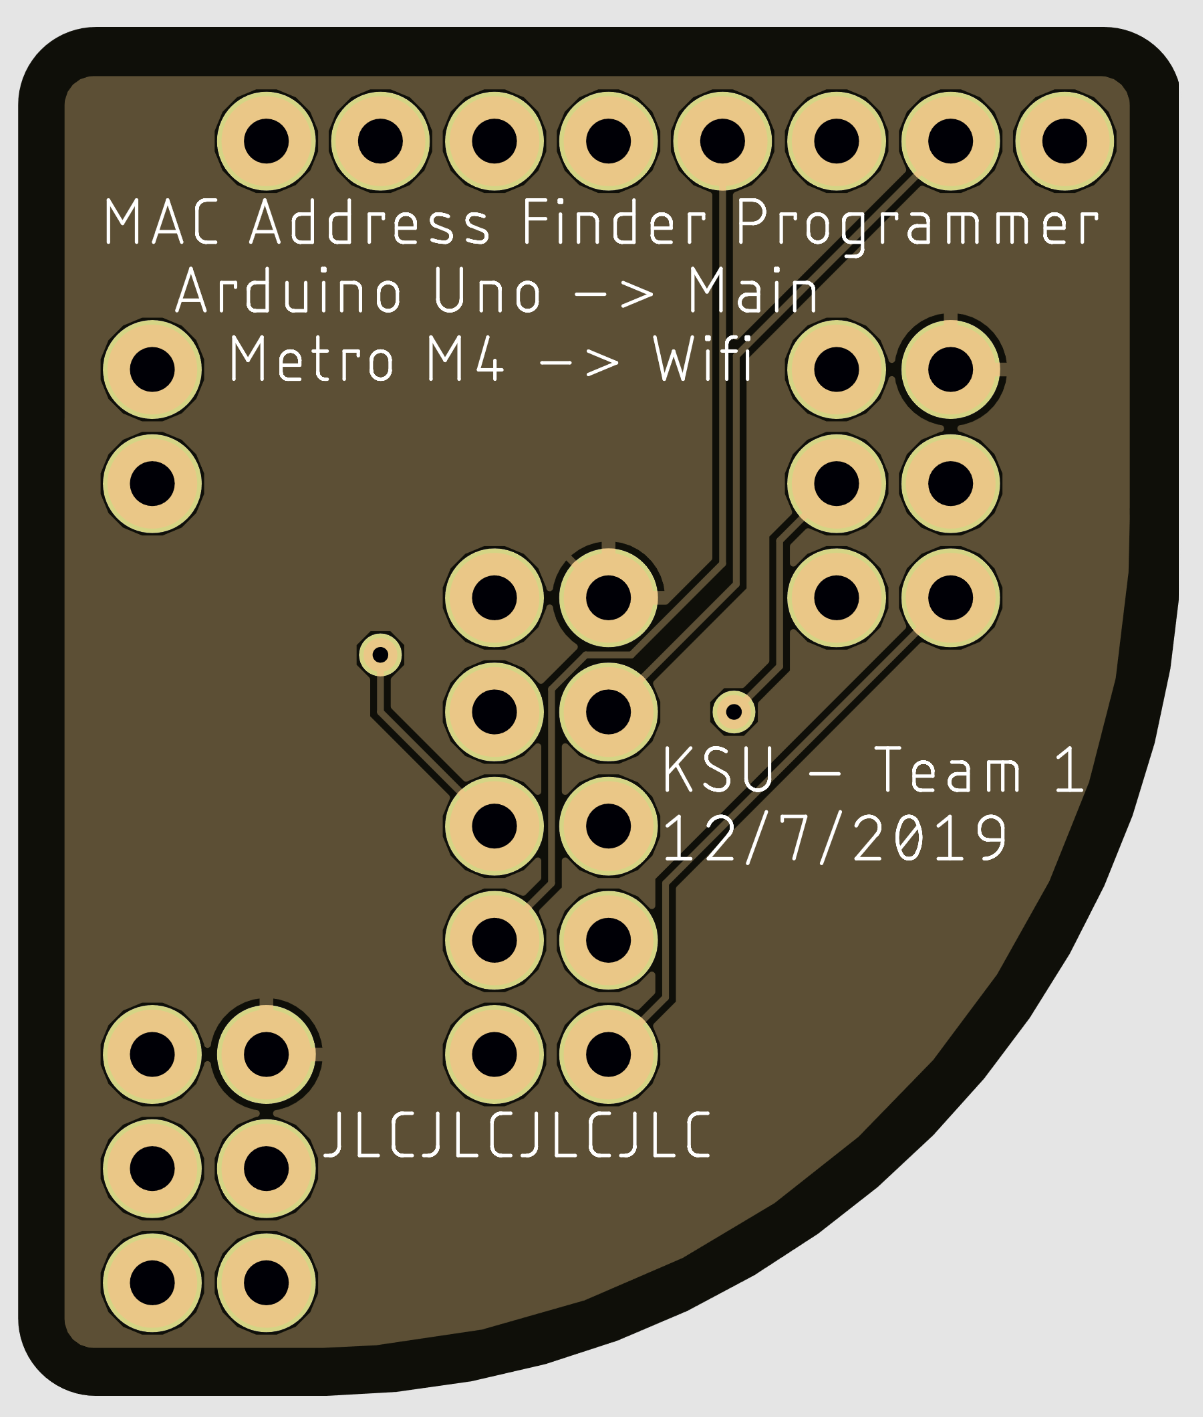 MAC Address Finder Programmer
Arduino Uno -> Main
Metro M4 -> Wifi
KSU - Team 1
12/7/2019
JLCJLCJLCJLC